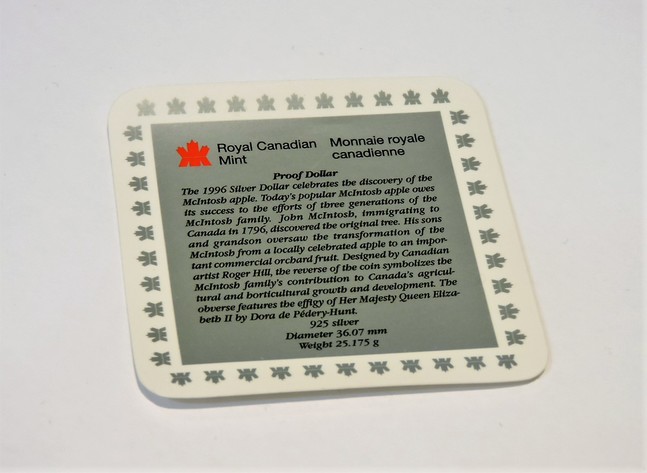 Royal Canadian Mint
Monnaie royale canadienne
Proof Dollar
The 1996 Silver Dollar celebrates the discovery of the
McIntosh apple. Today's popular McIntosh apple owes
its success to the efforts of three generations of the
McIntosh family. John McIntosh, immigrating to
Canada in 1796, discovered the original tree. His sons
and grandson oversaw the transformation of the
McIntosh from a locally celebrated apple to an impor-
tant commercial orchard fruit. Designed by Canadian
artist Roger Hill, the reverse of the coin symbolizes the
McIntosh family's contribution to Canada's agricul-
tural and horticultural growth and development. The
obverse features the effigy of Her Majesty Queen Eliza-
beth II by Dora de Pédery-Hunt.
925 silver
Diameter 36.07 mm
Weight 25.175 g